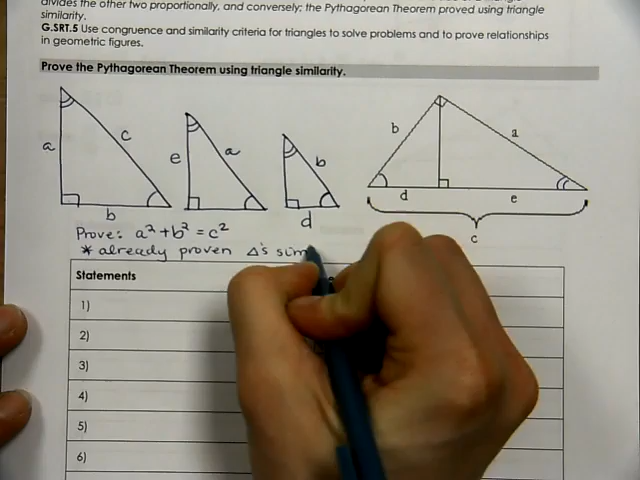 divides the other two proportionally, and conversely; the Pythagorean Theorem proved using triangle
similarity.
G.SRT.5 Use congruence and similarity criteria for triangles to solve problems and to prove relationships
in geometric figures.
Prove the Pythagorean Theorem using triangle similarity.
a c b
e a
b d
b a d e c
Prove: a² + b² = c²
* already proven △'s sim
Statements
1)
2)
3)
4)
5)
6)